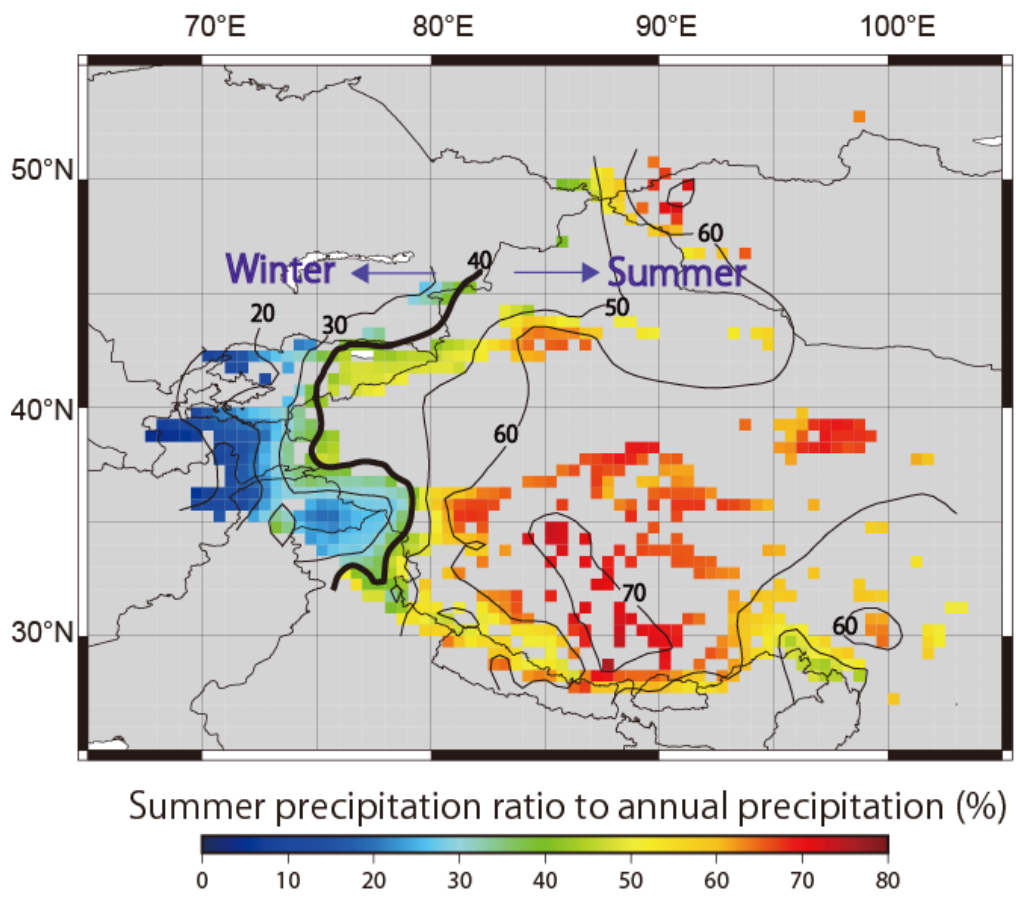 70°E 80°E 90°E 100°E
50°N
60
40
Winter Summer
50
20
30
40°N
60
70
30°N
60
Summer precipitation ratio to annual precipitation (%)
0 10 20 30 40 50 60 70 80